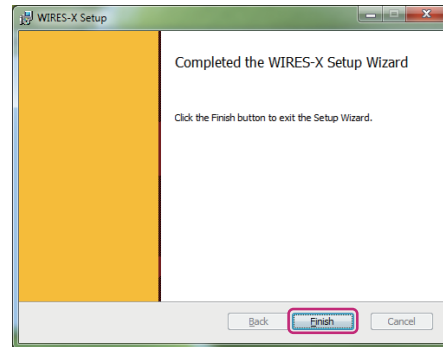 WIRES-X Setup
Completed the WIRES-X Setup Wizard
Click the Finish button to exit the Setup Wizard.
Back
Finish
Cancel